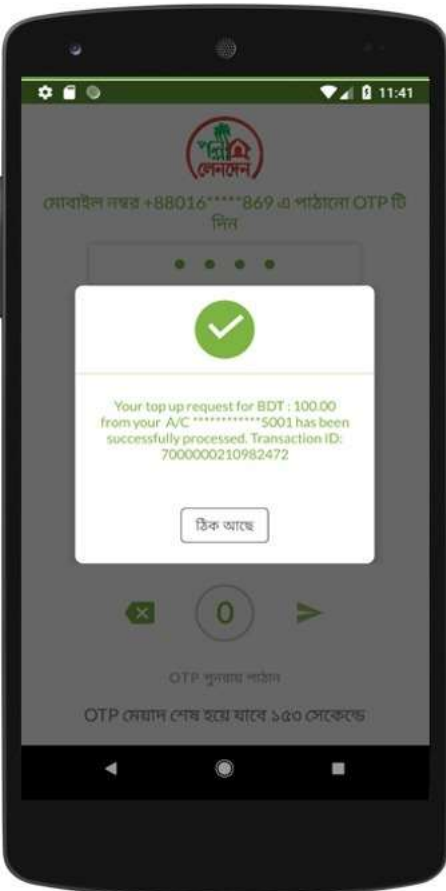 11:41
পল্লী
লেনদেন
মোবাইল নম্বর +88016*****869 এ পাঠানো OTP টি
দিন
Your top up request for BDT : 100.00
from your A/C ************5001 has been
successfully processed. Transaction ID:
7000000210982472
ঠিক আছে
0
OTP পুনরায় পাঠান
OTP মেয়াদ শেষ হয়ে যাবে ১৫৩ সেকেন্ডে